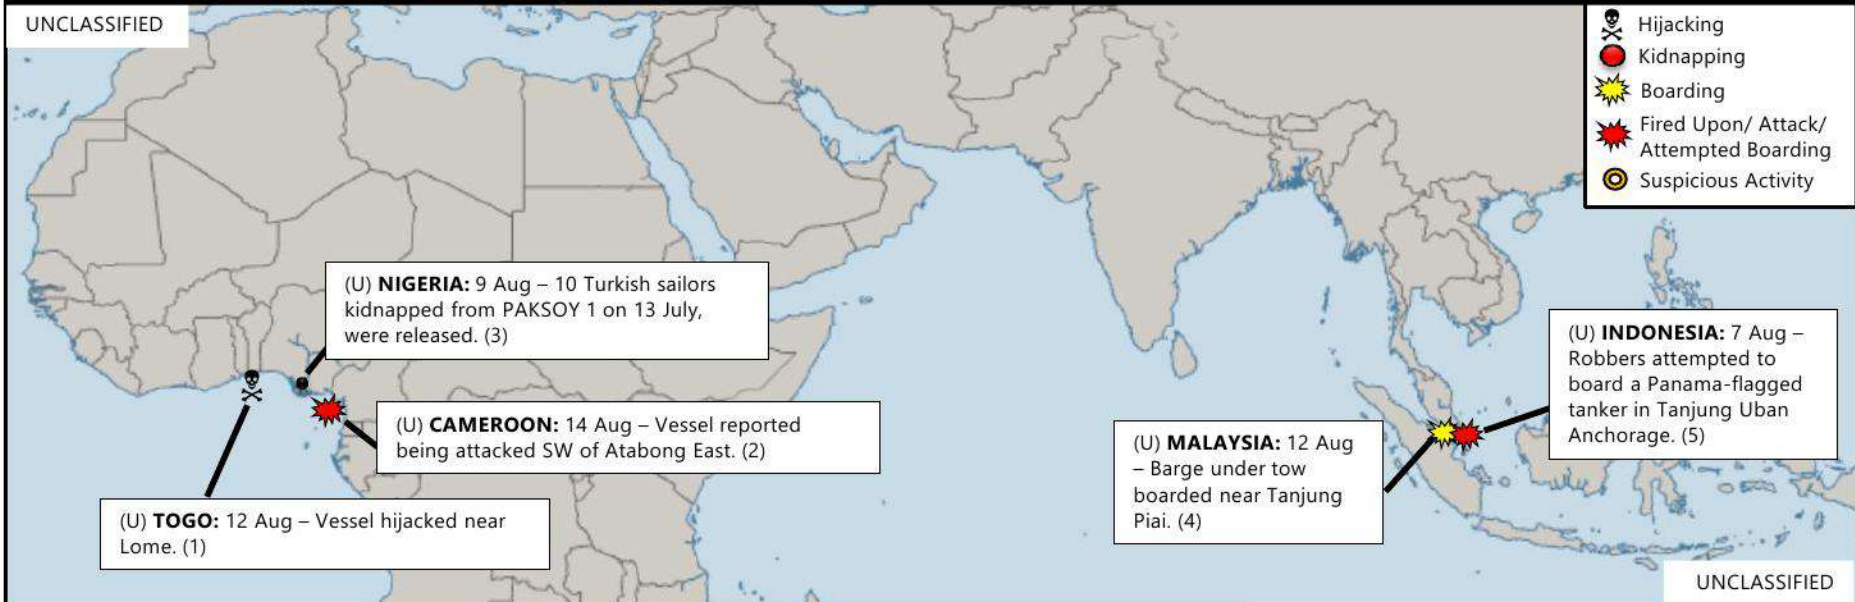 UNCLASSIFIED
Hijacking
Kidnapping
Boarding
Fired Upon/ Attack/
Attempted Boarding
Suspicious Activity
(U) NIGERIA: 9 Aug – 10 Turkish sailors
kidnapped from PAKSOY 1 on 13 July,
were released. (3)
(U) CAMEROON: 14 Aug – Vessel reported
being attacked SW of Atabong East. (2)
(U) TOGO: 12 Aug – Vessel hijacked near
Lome. (1)
(U) MALAYSIA: 12 Aug
– Barge under tow
boarded near Tanjung
Piai. (4)
(U) INDONESIA: 7 Aug –
Robbers attempted to
board a Panama-flagged
tanker in Tanjung Uban
Anchorage. (5)
UNCLASSIFIED